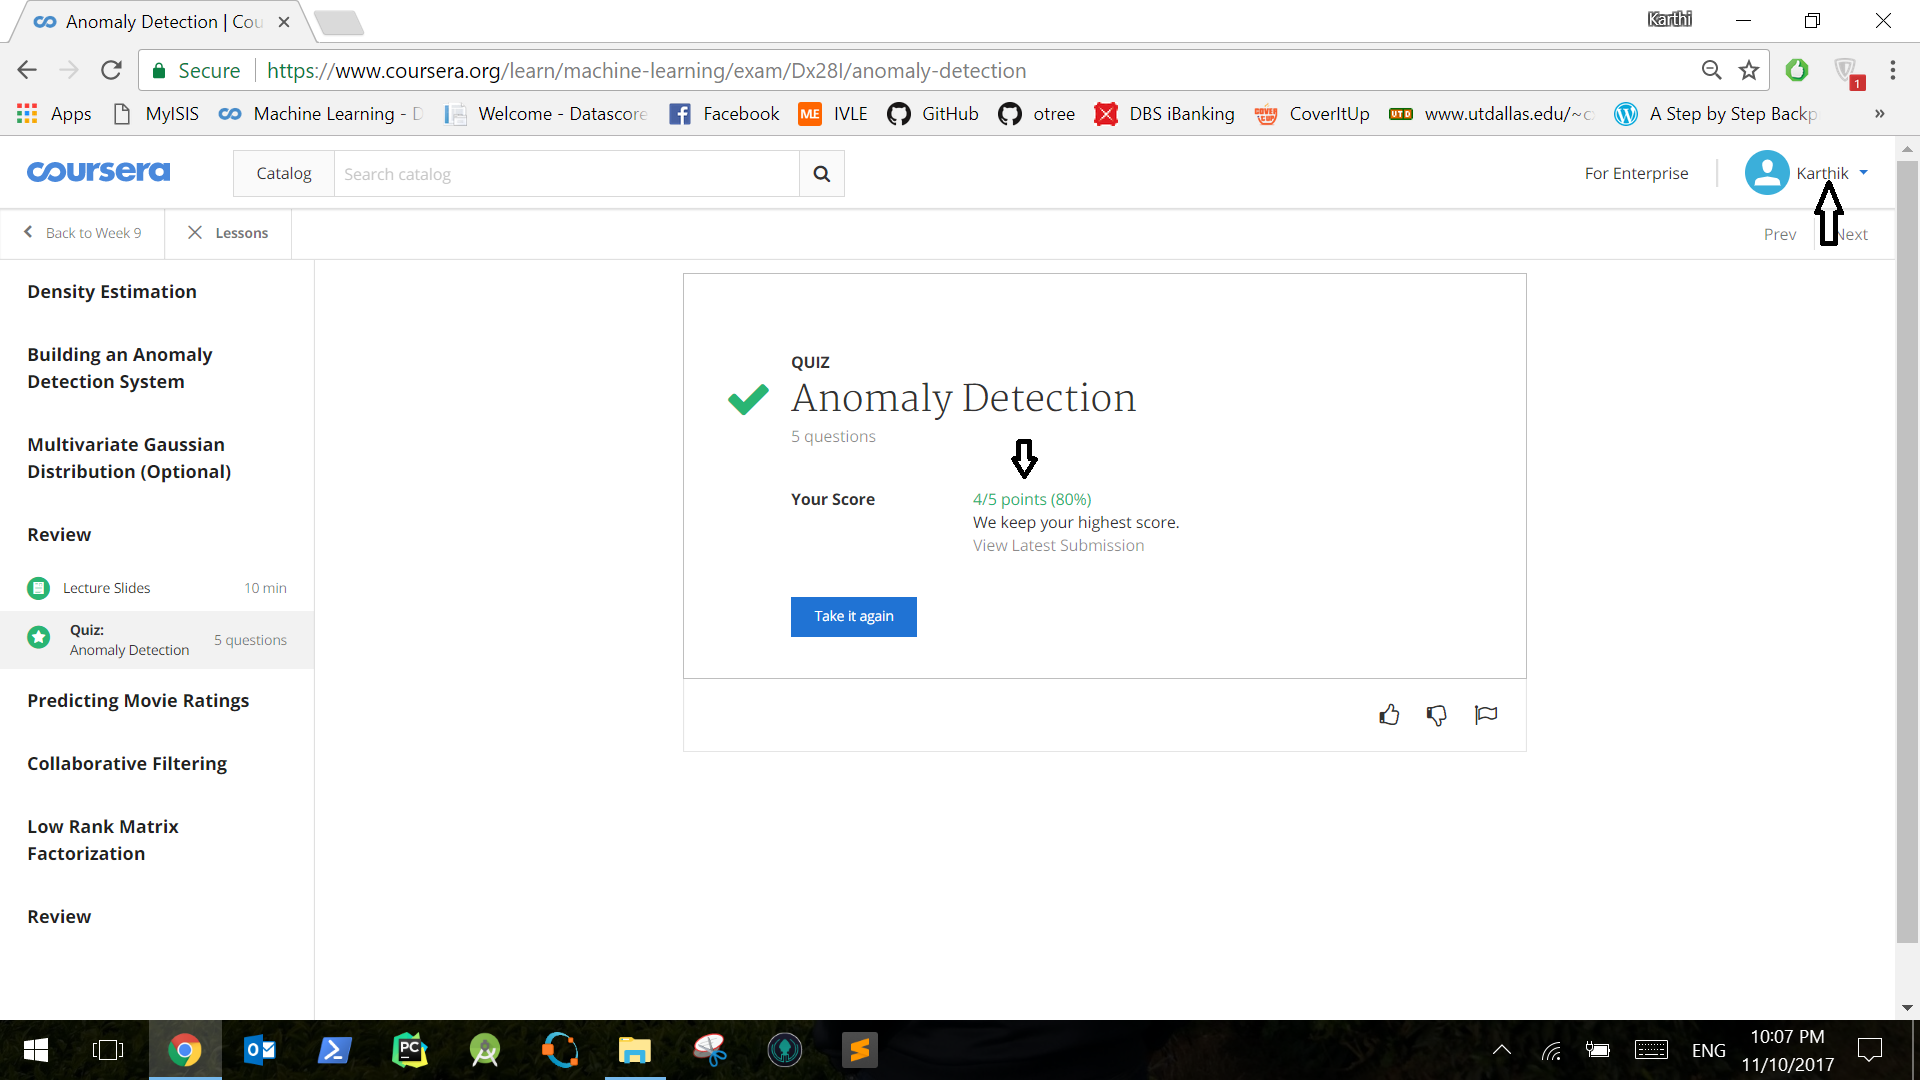 Anomaly Detection | Cou
Karthi
Secure
https://www.coursera.org/learn/machine-learning/exam/Dx28I/anomaly-detection
1
Apps
MyISIS
Machine Learning - D
Welcome - Datascore
Facebook
ME
IVLE
GitHub
otree
DBS iBanking
CoverItUp
UTD
www.utdallas.edu/~c
A Step by Step Backp
»
coursera
Catalog
Search catalog
For Enterprise
Karthik
Back to Week 9
Lessons
Prev
Next
Density Estimation
Building an Anomaly
Detection System
Multivariate Gaussian
Distribution (Optional)
Review
Lecture Slides
10 min
Quiz:
Anomaly Detection
5 questions
Predicting Movie Ratings
Collaborative Filtering
Low Rank Matrix
Factorization
Review
QUIZ
Anomaly Detection
5 questions
Your Score
4/5 points (80%)
We keep your highest score.
View Latest Submission
Take it again
PC
ENG
10:07 PM
11/10/2017